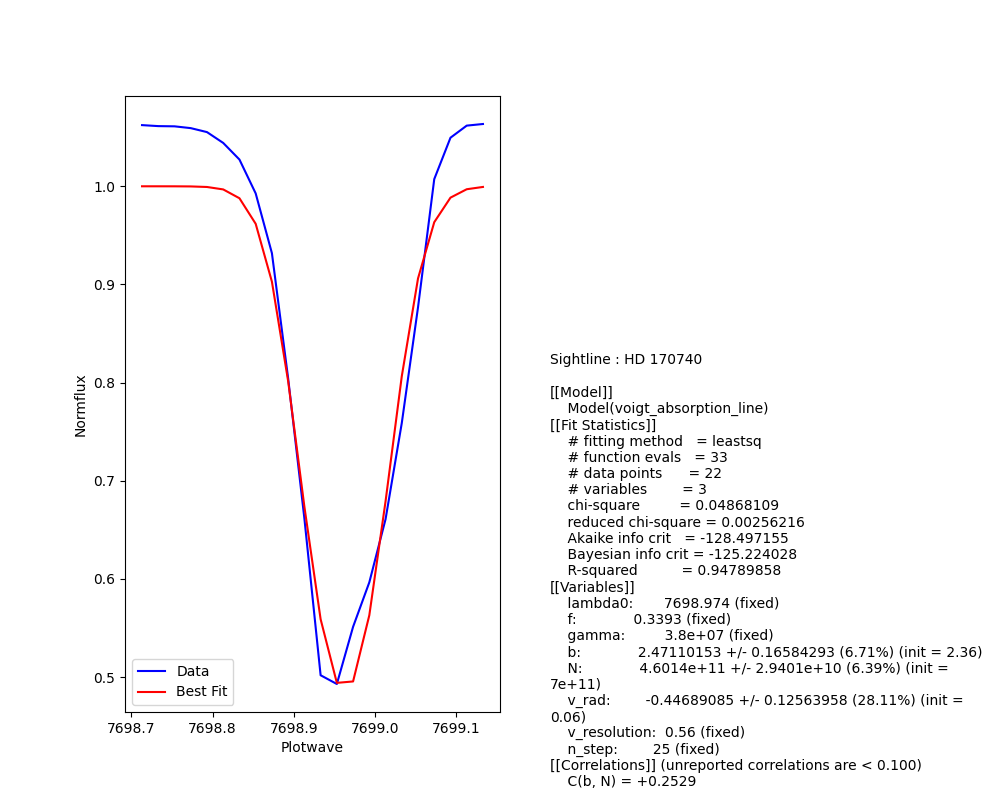 1.0
0.9
0.8
0.7
0.6
0.5
Normflux
Data
Best Fit
7698.7 7698.8 7698.9 7699.0 7699.1
Plotwave
Sightline : HD 170740
[[Model]]
Model(voigt_absorption_line)
[[Fit Statistics]]
# fitting method = leastsq
# function evals = 33
# data points = 22
# variables = 3
chi-square = 0.04868109
reduced chi-square = 0.00256216
Akaike info crit = -128.497155
Bayesian info crit = -125.224028
R-squared = 0.94789858
[[Variables]]
lambda0: 7698.974 (fixed)
f: 0.3393 (fixed)
gamma: 3.8e+07 (fixed)
b: 2.47110153 +/- 0.16584293 (6.71%) (init = 2.36)
N: 4.6014e+11 +/- 2.9401e+10 (6.39%) (init =
7e+11)
v_rad: -0.44689085 +/- 0.12563958 (28.11%) (init =
0.06)
v_resolution: 0.56 (fixed)
n_step: 25 (fixed)
[[Correlations]] (unreported correlations are < 0.100)
C(b, N) = +0.2529